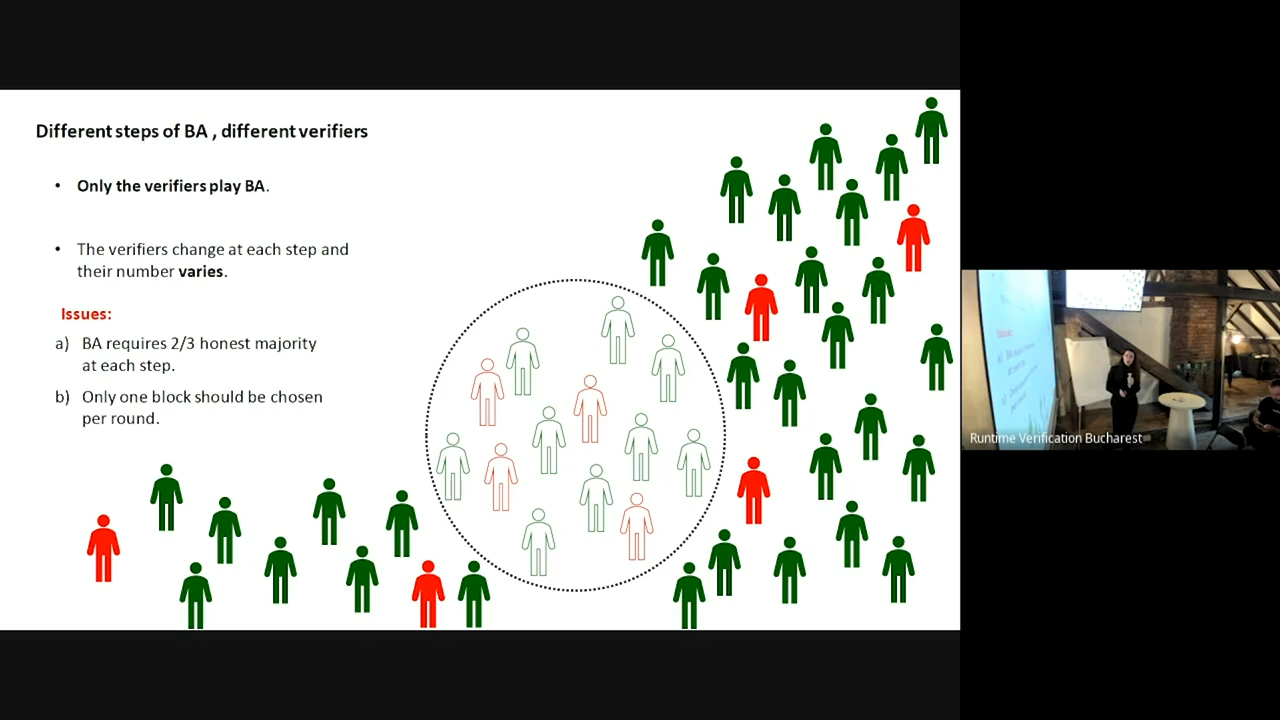 Different steps of BA , different verifiers
• Only the verifiers play BA.
• The verifiers change at each step and
their number varies.
Issues:
a) BA requires 2/3 honest majority
at each step.
b) Only one block should be chosen
per round.
Runtime Verification Bucharest